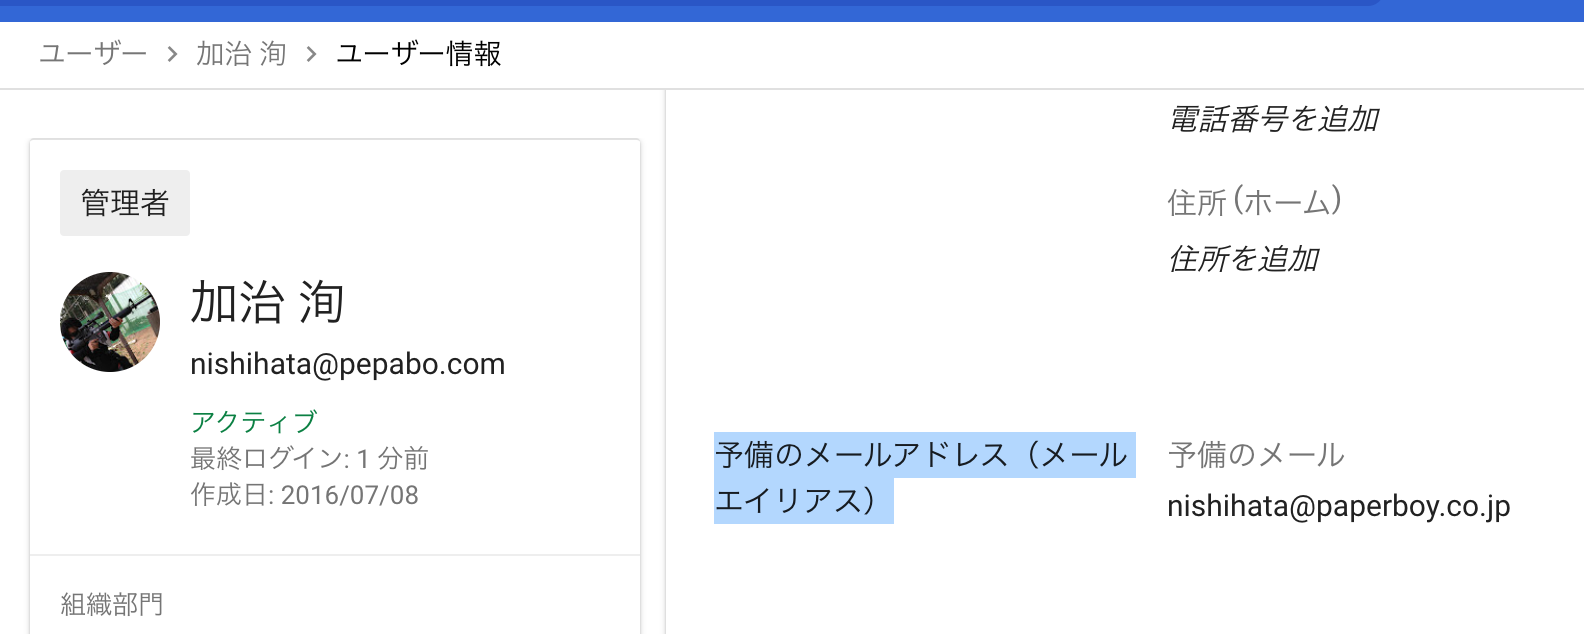 ユーザー > 加治 洵 > ユーザー情報
管理者
加治 洵
nishihata@pepabo.com
アクティブ
最終ログイン: 1 分前
作成日: 2016/07/08
組織部門
電話番号を追加
住所 (ホーム)
住所を追加
予備のメールアドレス（メール
エイリアス）
予備のメール
nishihata@paperboy.co.jp